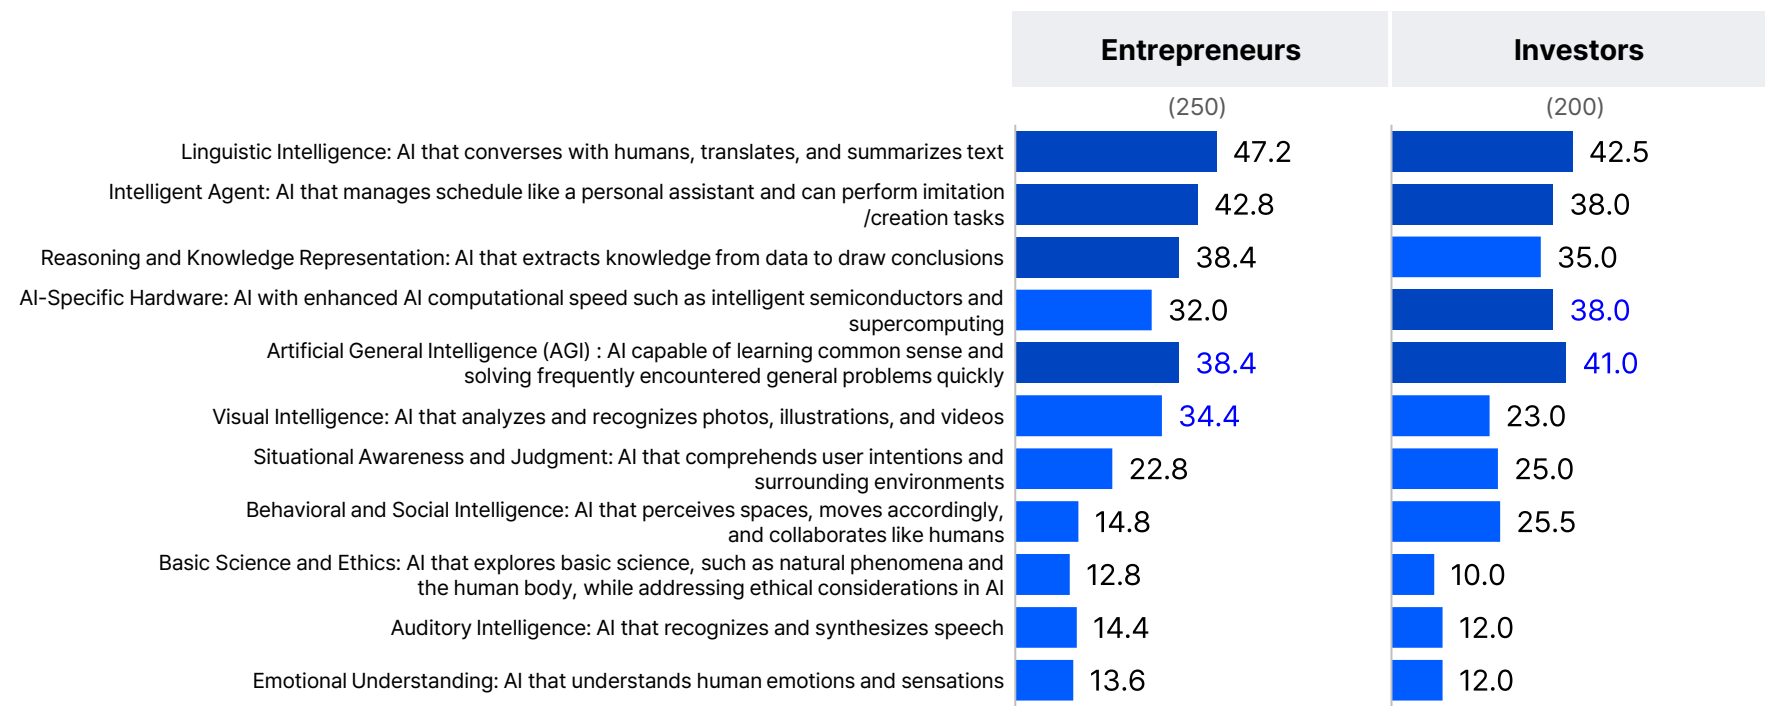 Entrepreneurs Investors
(250) (200)
Linguistic Intelligence: AI that converses with humans, translates, and summarizes text 47.2 42.5
Intelligent Agent: AI that manages schedule like a personal assistant and can perform imitation
/creation tasks 42.8 38.0
Reasoning and Knowledge Representation: AI that extracts knowledge from data to draw conclusions 38.4 35.0
AI-Specific Hardware: AI with enhanced AI computational speed such as intelligent semiconductors and
supercomputing 32.0 38.0
Artificial General Intelligence (AGI) : AI capable of learning common sense and
solving frequently encountered general problems quickly 38.4 41.0
Visual Intelligence: AI that analyzes and recognizes photos, illustrations, and videos 34.4 23.0
Situational Awareness and Judgment: AI that comprehends user intentions and
surrounding environments 22.8 25.0
Behavioral and Social Intelligence: AI that perceives spaces, moves accordingly,
and collaborates like humans 14.8 25.5
Basic Science and Ethics: AI that explores basic science, such as natural phenomena and
the human body, while addressing ethical considerations in AI 12.8 10.0
Auditory Intelligence: AI that recognizes and synthesizes speech 14.4 12.0
Emotional Understanding: AI that understands human emotions and sensations 13.6 12.0